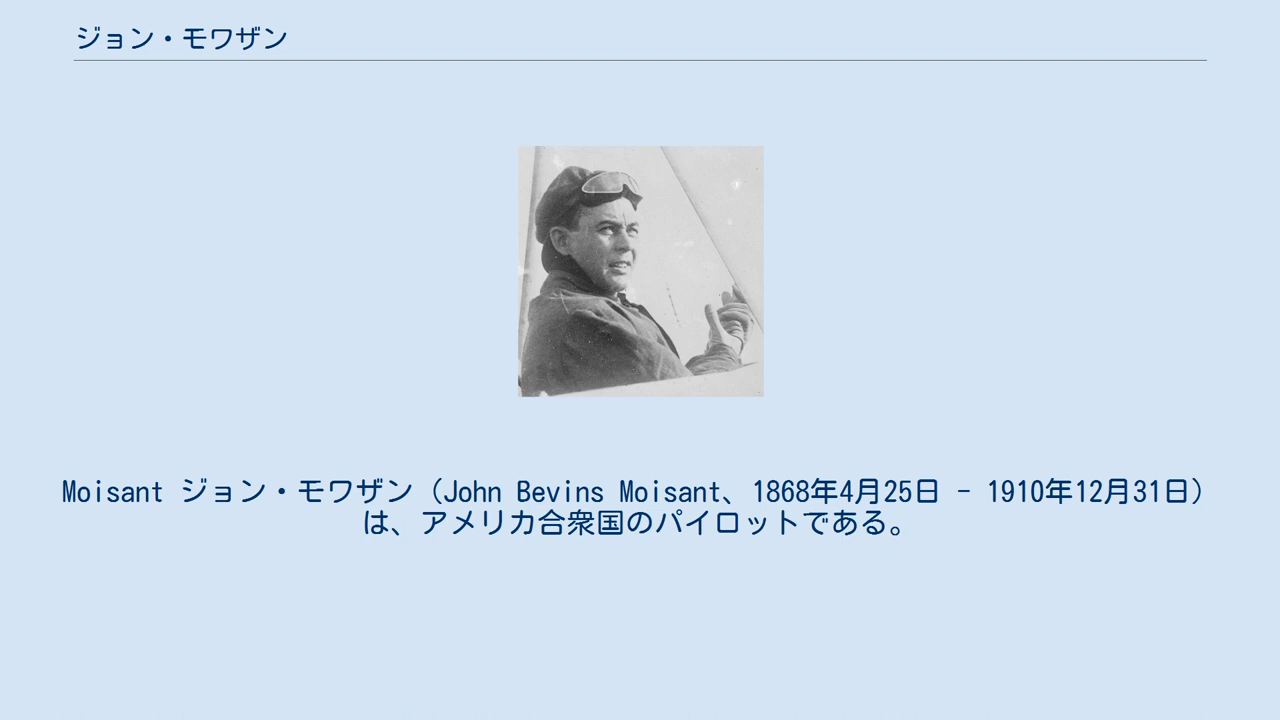 ジョン・モワザン
Moisant ジョン・モワザン（John Bevins Moisant、1868年4月25日 - 1910年12月31日）
は、アメリカ合衆国のパイロットである。